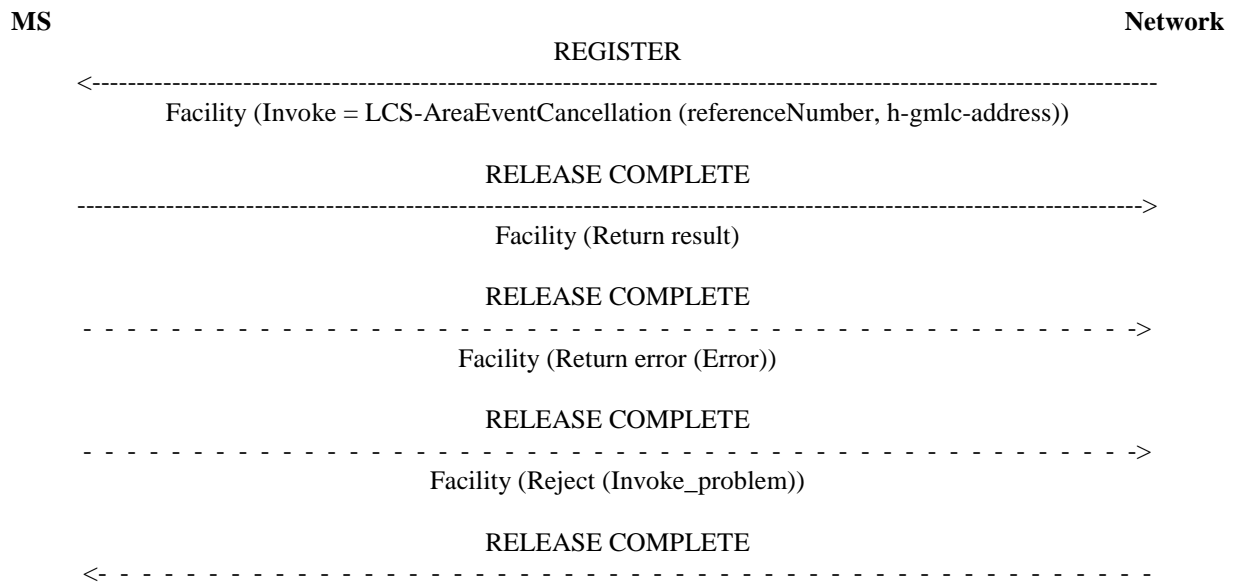 MS Network
REGISTER
Facility (Invoke = LCS-AreaEventCancellation (referenceNumber, h-gmlc-address))
RELEASE COMPLETE
Facility (Return result)
RELEASE COMPLETE
Facility (Return error (Error))
RELEASE COMPLETE
Facility (Reject (Invoke_problem))
RELEASE COMPLETE